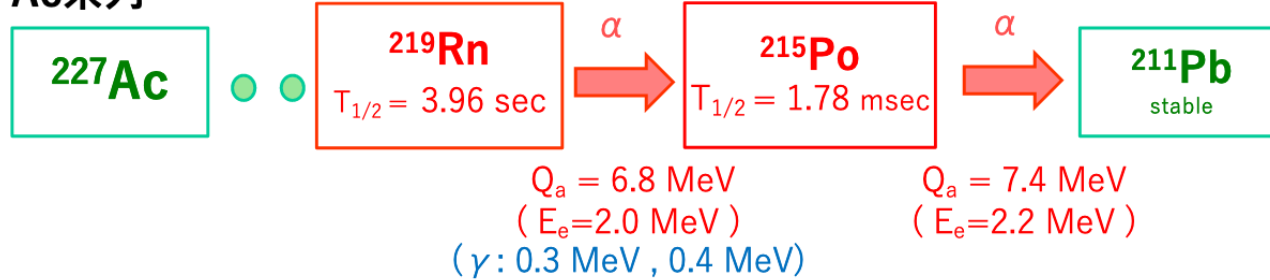 ²²⁷Ac
²¹⁹Rn
T₁/₂ = 3.96 sec
α
²¹⁵Po
T₁/₂ = 1.78 msec
α
²¹¹Pb
stable
Qₐ = 6.8 MeV
( Eₑ=2.0 MeV )
(γ: 0.3 MeV , 0.4 MeV)
Qₐ = 7.4 MeV
( Eₑ=2.2 MeV )